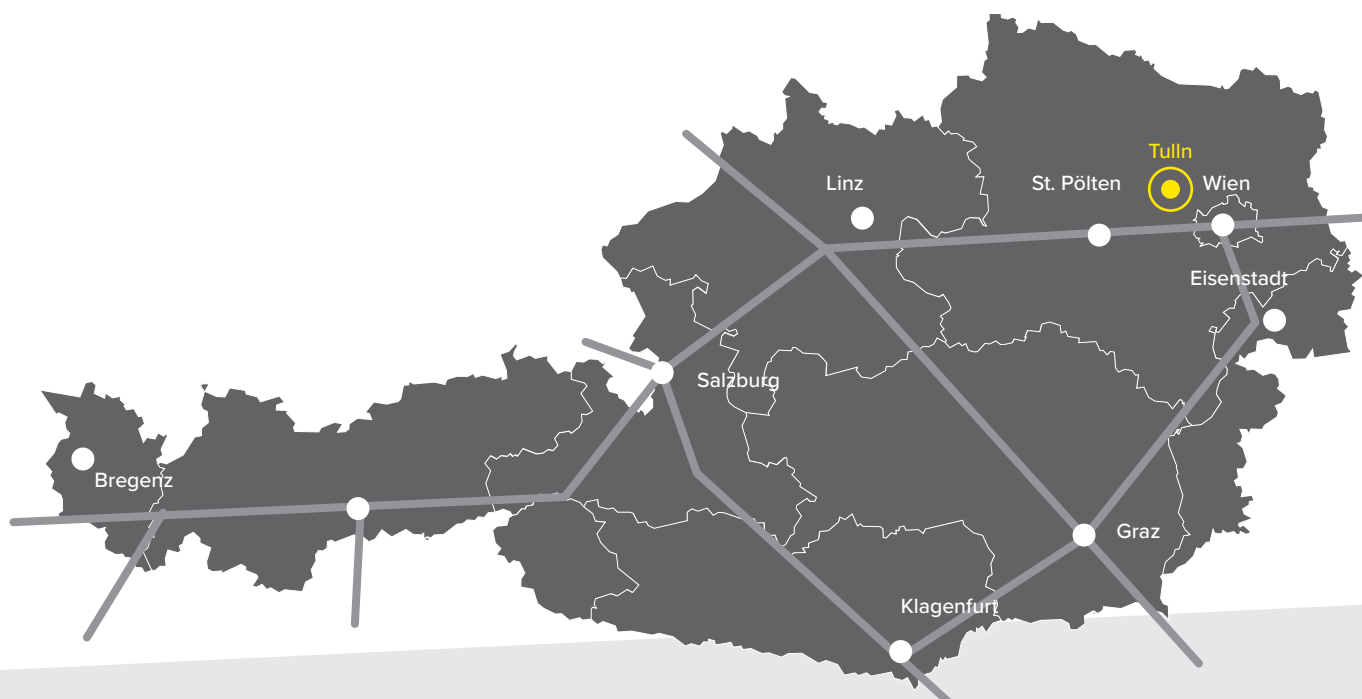 Tulln
Linz
St. Pölten
Wien
Eisenstadt
Salzburg
Bregenz
Graz
Klagenfurt